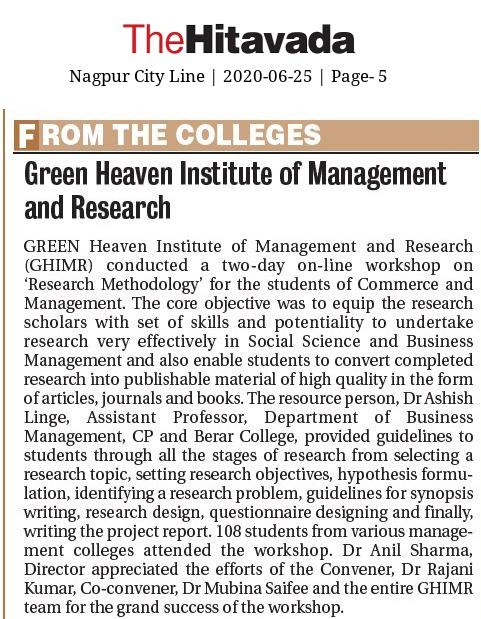 TheHitavada
Nagpur City Line | 2020-06-25 | Page- 5
FROM THE COLLEGES
Green Heaven Institute of Management
and Research
GREEN Heaven Institute of Management and Research
(GHIMR) conducted a two-day on-line workshop on
‘Research Methodology’ for the students of Commerce and
Management. The core objective was to equip the research
scholars with set of skills and potentiality to undertake
research very effectively in Social Science and Business
Management and also enable students to convert completed
research into publishable material of high quality in the form
of articles, journals and books. The resource person, Dr Ashish
Linge, Assistant Professor, Department of Business
Management, CP and Berar College, provided guidelines to
students through all the stages of research from selecting a
research topic, setting research objectives, hypothesis formu-
lation, identifying a research problem, guidelines for synopsis
writing, research design, questionnaire designing and finally,
writing the project report. 108 students from various manage-
ment colleges attended the workshop. Dr Anil Sharma,
Director appreciated the efforts of the Convener, Dr Rajani
Kumar, Co-convener, Dr Mubina Saifee and the entire GHIMR
team for the grand success of the workshop.